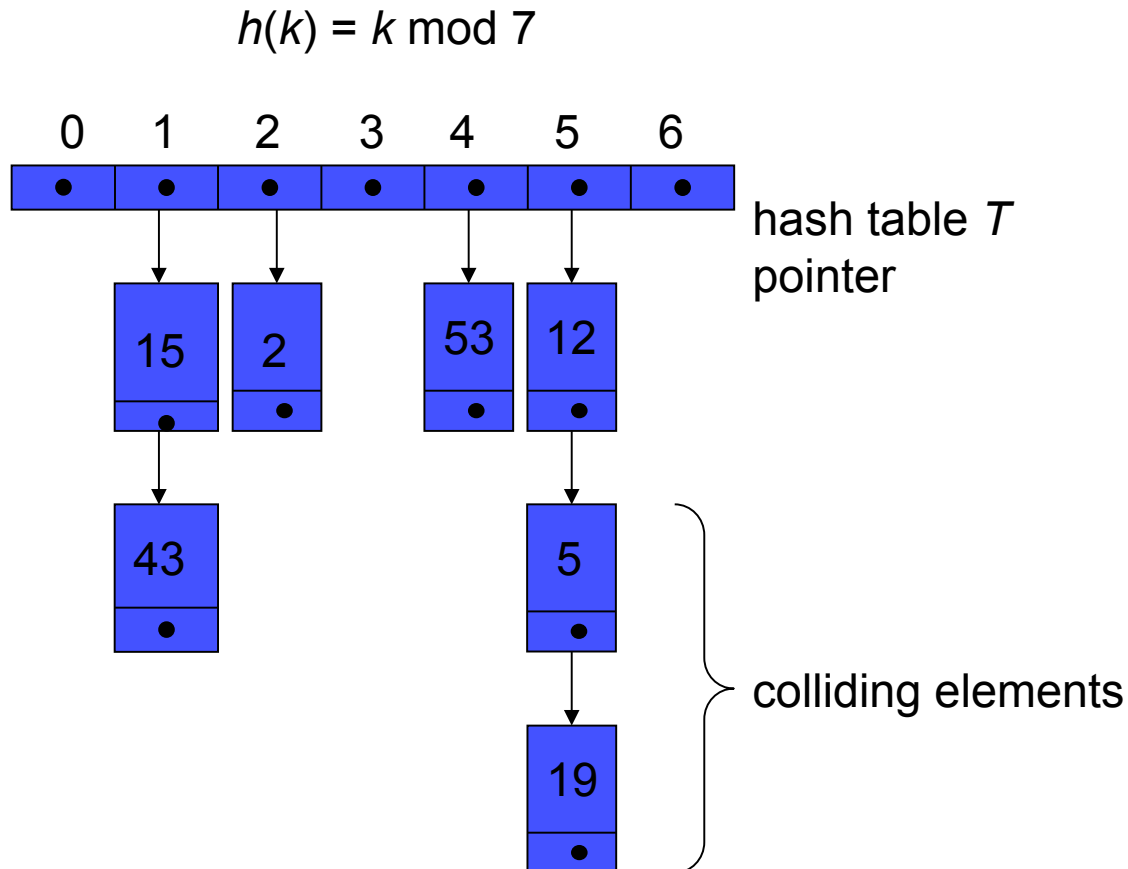 h(k) = k mod 7
0 1 2 3 4 5 6
hash table T
pointer
15 2 53 12
43 5
colliding elements
19